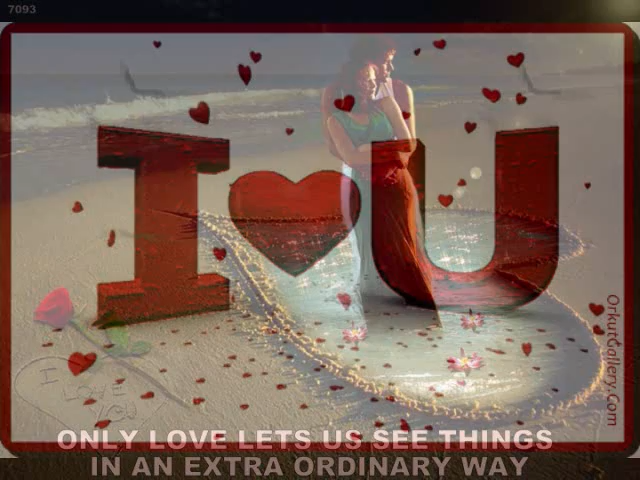 7093
I U
OrkutGallery.Com
I LOVE
YOU
ONLY LOVE LETS US SEE THINGS
IN AN EXTRA ORDINARY WAY